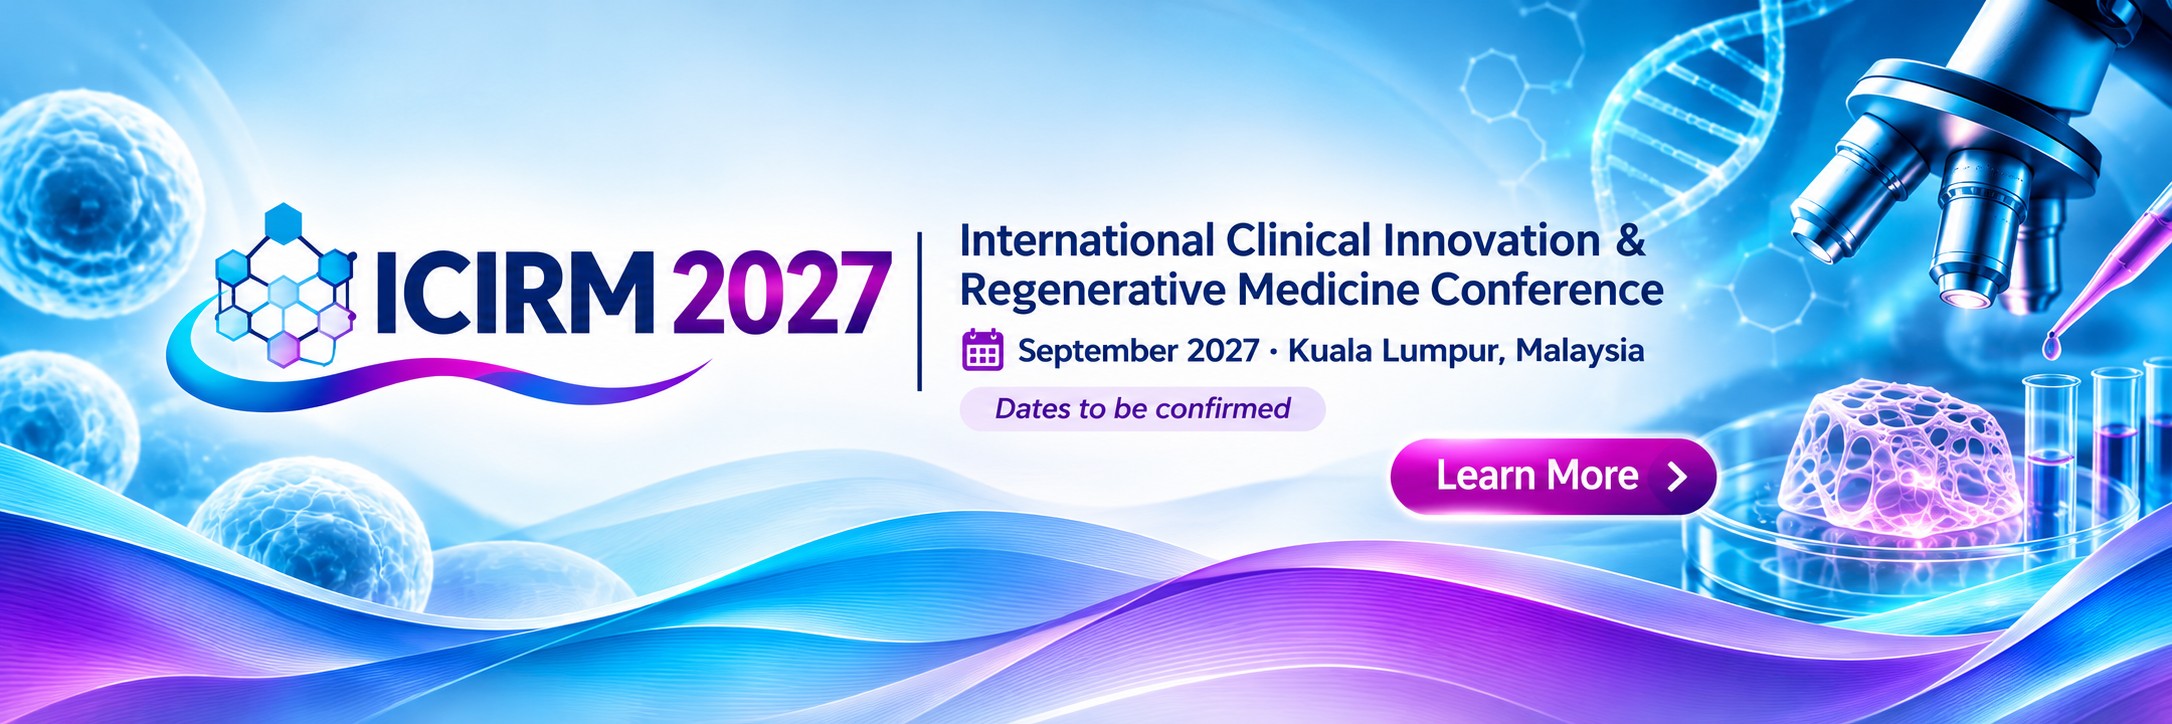 ICIRM 2027
International Clinical Innovation &
Regenerative Medicine Conference
September 2027 · Kuala Lumpur, Malaysia
Dates to be confirmed
Learn More